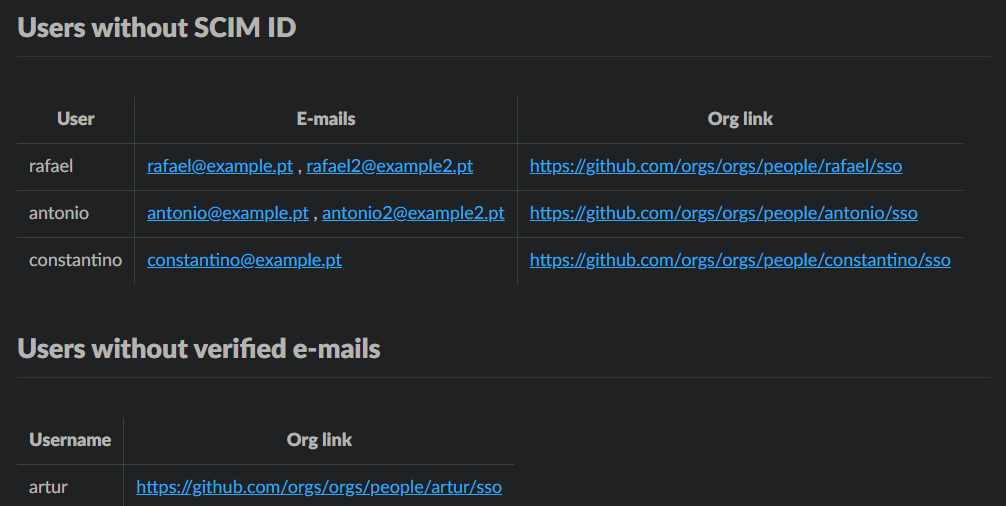 Users without SCIM ID
User E-mails Org link
rafael rafael@example.pt , rafael2@example2.pt https://github.com/orgs/orgs/people/rafael/sso
antonio antonio@example.pt , antonio2@example2.pt https://github.com/orgs/orgs/people/antonio/sso
constantino constantino@example.pt https://github.com/orgs/orgs/people/constantino/sso
Users without verified e-mails
Username Org link
artur https://github.com/orgs/orgs/people/artur/sso